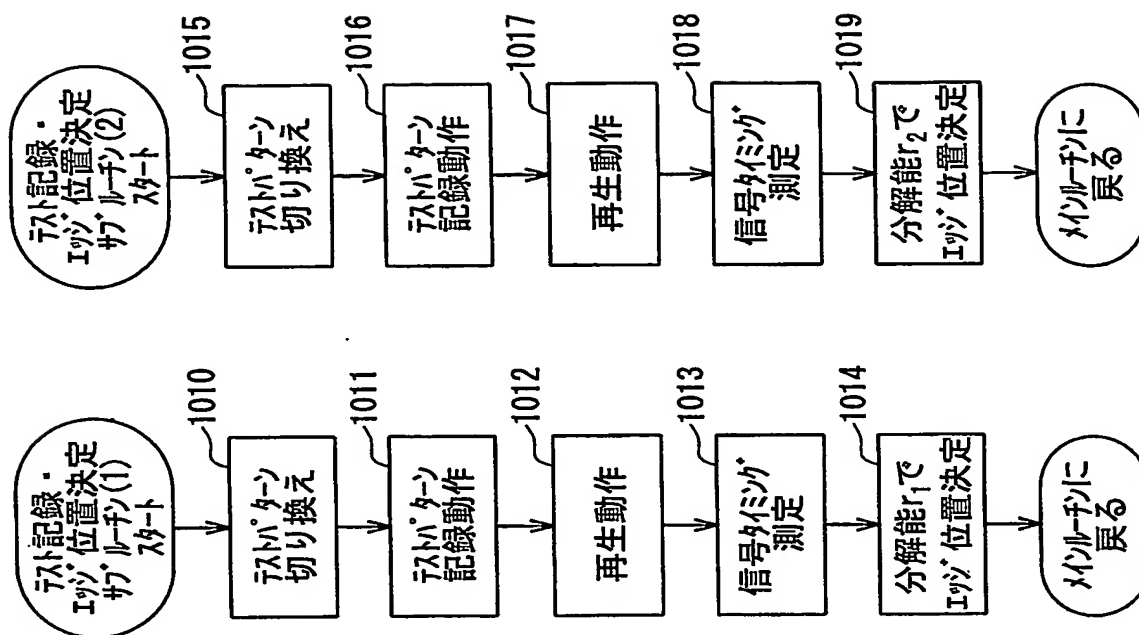 ﾃｽﾄ記録・
ｴｯｼﾞ位置決定
ｻﾌﾞﾙｰﾁﾝ(1)
ｽﾀｰﾄ
1010
ﾃｽﾄﾊﾟﾀｰﾝ
切り換え
1011
ﾃｽﾄﾊﾟﾀｰﾝ
記録動作
1012
再生動作
1013
信号ﾀｲﾐﾝｸﾞ
測定
1014
分解能r₁で
ｴｯｼﾞ位置決定
ﾒｲﾝﾙｰﾁﾝに
戻る
ﾃｽﾄ記録・
ｴｯｼﾞ位置決定
ｻﾌﾞﾙｰﾁﾝ(2)
ｽﾀｰﾄ
1015
ﾃｽﾄﾊﾟﾀｰﾝ
切り換え
1016
ﾃｽﾄﾊﾟﾀｰﾝ
記録動作
1017
再生動作
1018
信号ﾀｲﾐﾝｸﾞ
測定
1019
分解能r₂で
ｴｯｼﾞ位置決定
ﾒｲﾝﾙｰﾁﾝに
戻る